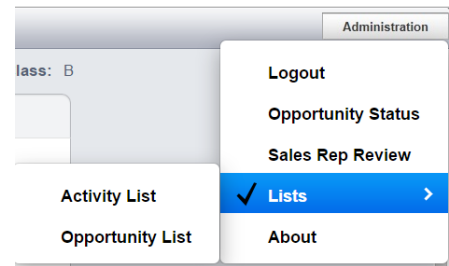 Administration
lass: B
Logout
Opportunity Status
Sales Rep Review
Lists
Activity List
Opportunity List
About